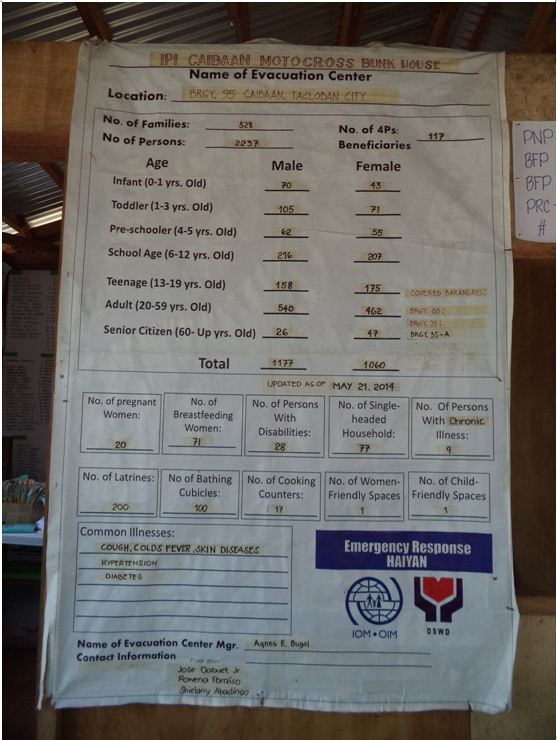 IPI CAIBAAN MOTOCROSS BUNK HOUSE
Name of Evacuation Center
Location: BRGY. 95 CAIBAAN, TACLOBAN CITY
No. of Families: 528
No. of 4Ps: 117
Beneficiaries
No of Persons: 2237
Age Male Female
Infant (0-1 yrs. Old) 70 43
Toddler (1-3 yrs. Old) 105 71
Pre-schooler (4-5 yrs. Old) 62 55
School Age (6-12 yrs. Old) 216 207
Teenage (13-19 yrs. Old) 158 175
Adult (20-59 yrs. Old) 540 462
Senior Citizen (60- Up yrs. Old) 26 47
COVERED BARANGAYS:
BRGY. 88:
BRGY. 31:
BRGY. 35-A
Total 1177 1060
UPDATED AS OF MAY 21, 2014
No. of pregnant Women: 20
No. of Breastfeeding Women: 71
No. of Persons With Disabilities: 28
No. of Single-headed Household: 77
No. Of Persons With Chronic Illness: 9
No. of Latrines: 200
No of Bathing Cubicles: 100
No. of Cooking Counters: 17
No. of Women-Friendly Spaces 1
No. of Child-Friendly Spaces 1
Common Illnesses:
COUGH, COLDS FEVER, SKIN DISEASES
HYPERTENSION
DIABETES
Emergency Response
HAIYAN
IOM • OIM
DSWD
Name of Evacuation Center Mgr. Agnes E. Bugal
Contact Information
Jose Dabuet Jr.
Rowena Paraiso
Shielany Abadingo
PNP
BFP
BFP
PRC -
#